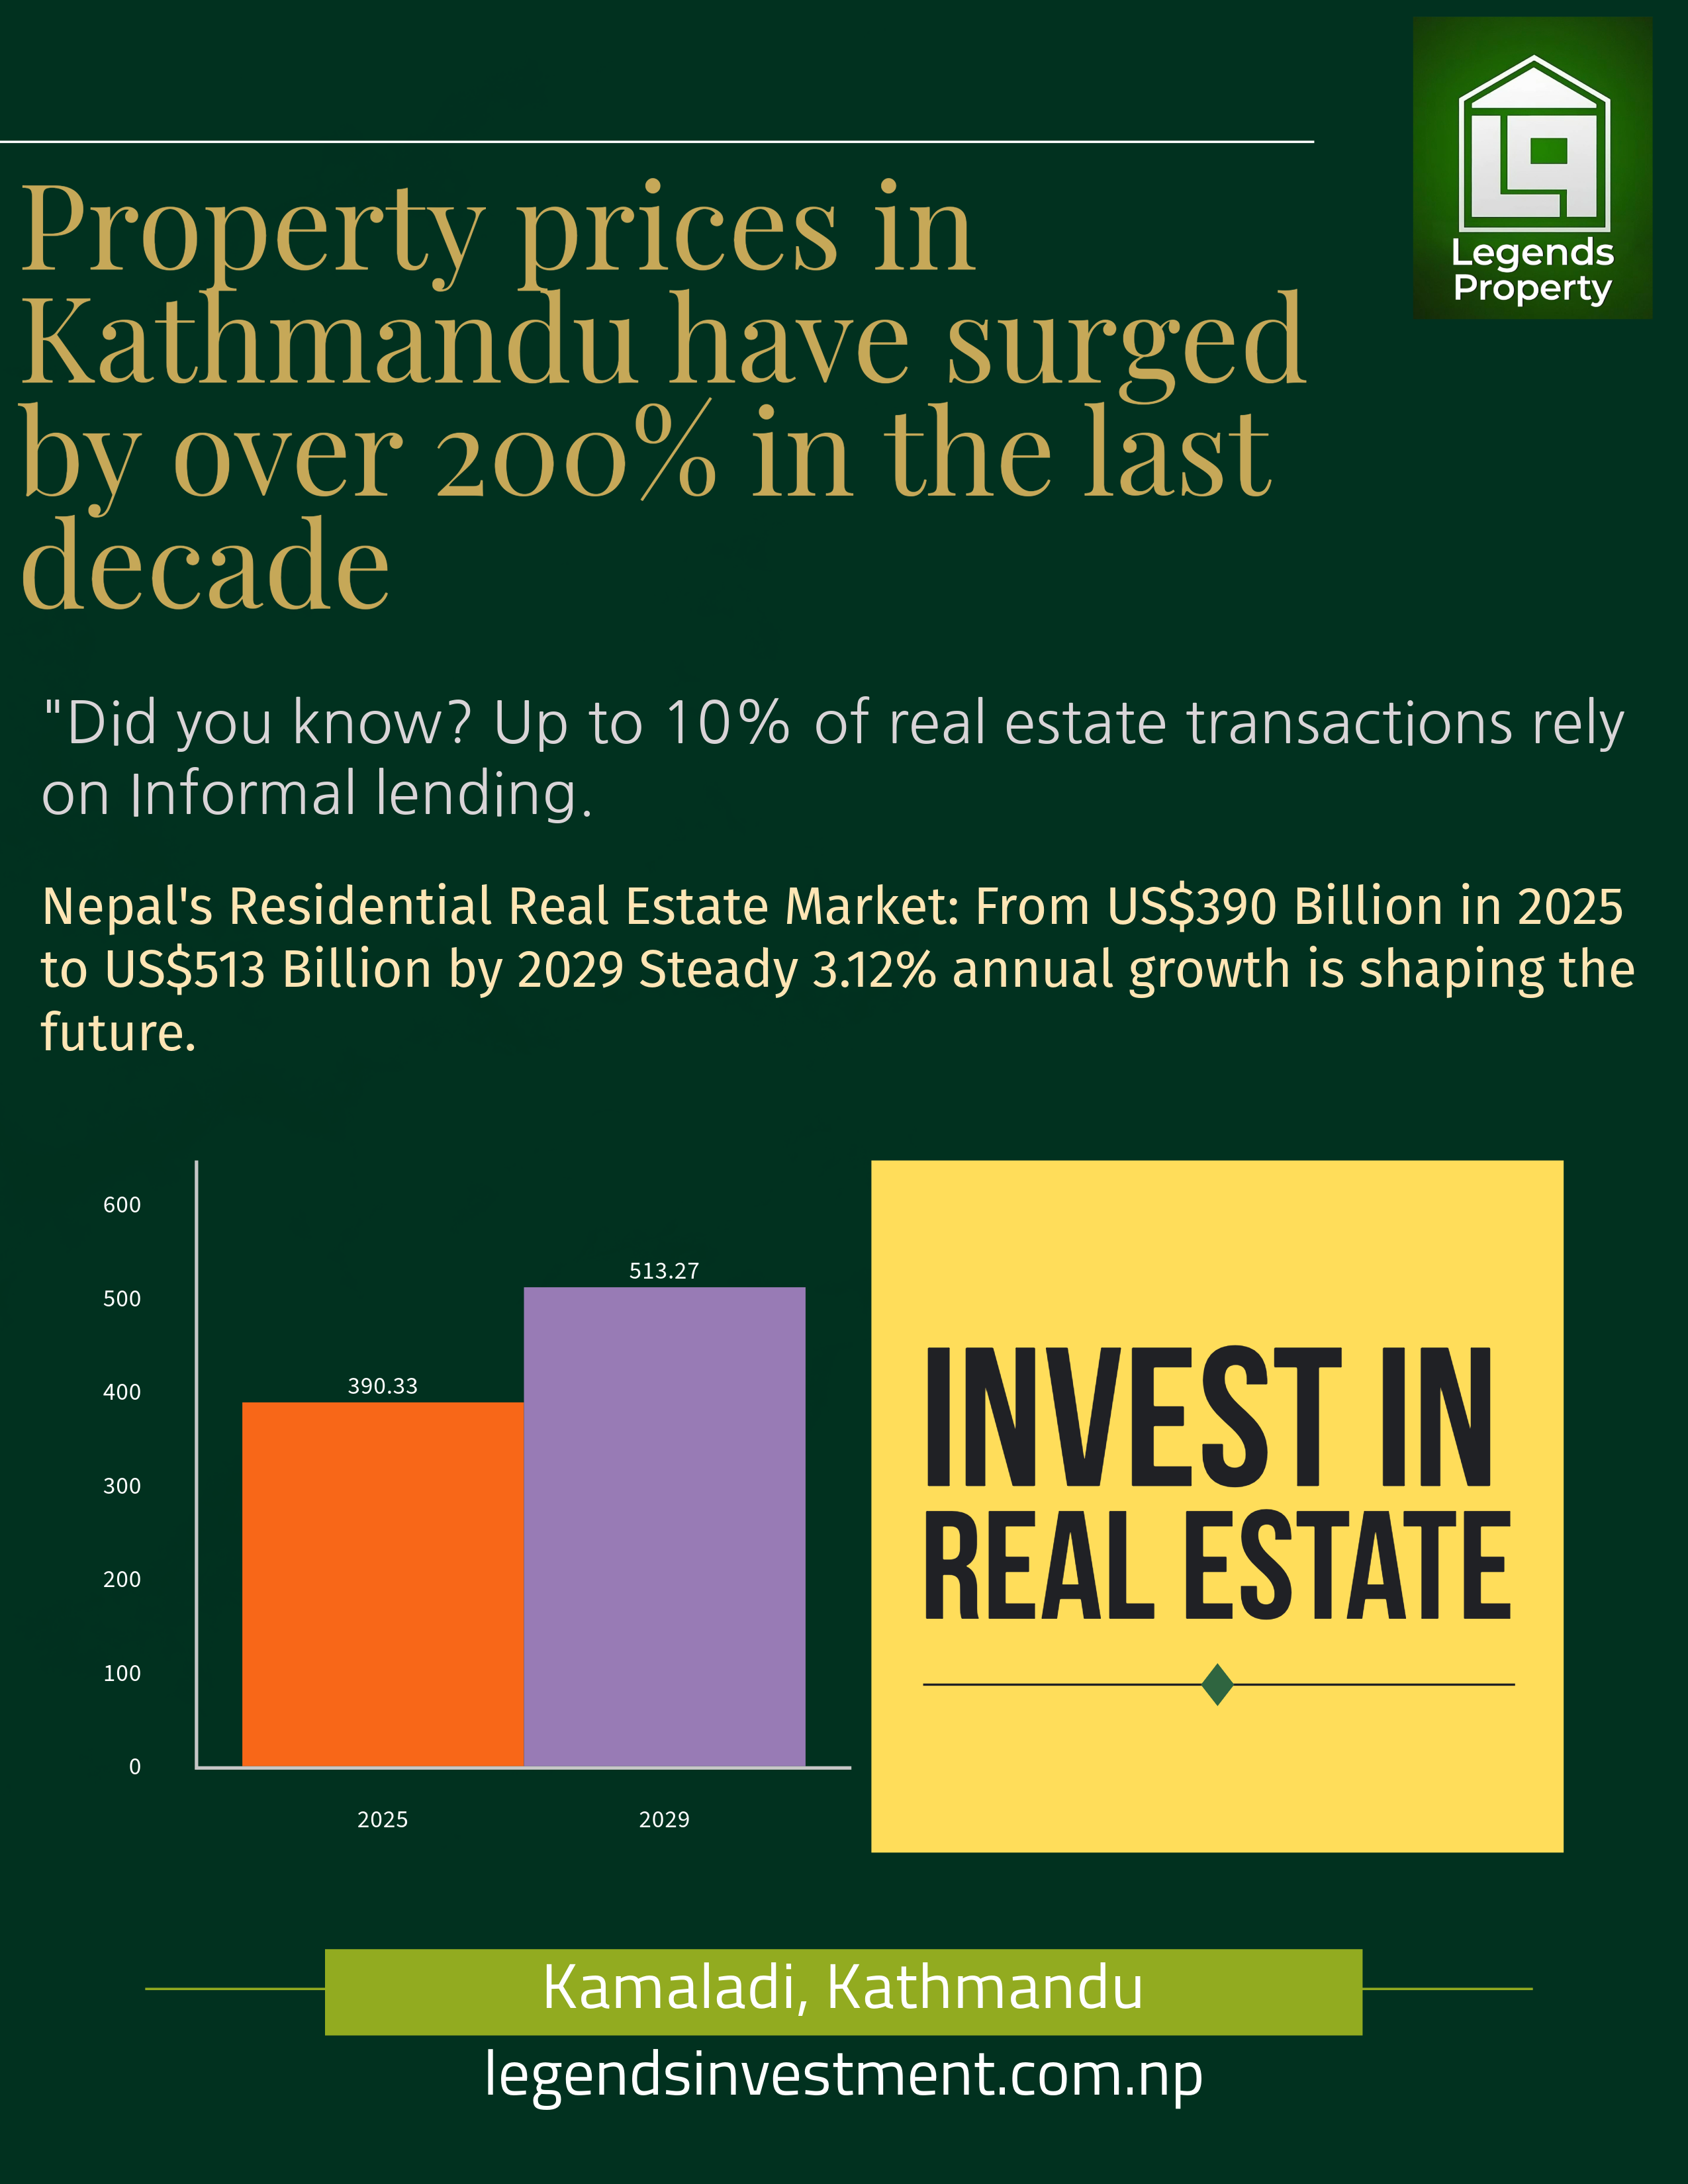 Legends
Property
Property prices in
Kathmandu have surged
by over 200% in the last
decade
"Did you know? Up to 10% of real estate transactions rely
on Informal lending.
Nepal's Residential Real Estate Market: From US$390 Billion in 2025
to US$513 Billion by 2029 Steady 3.12% annual growth is shaping the
future.
600
500
400
300
200
100
0
390.33
513.27
2025
2029
INVEST IN
REAL ESTATE
Kamaladi, Kathmandu
legendsinvestment.com.np